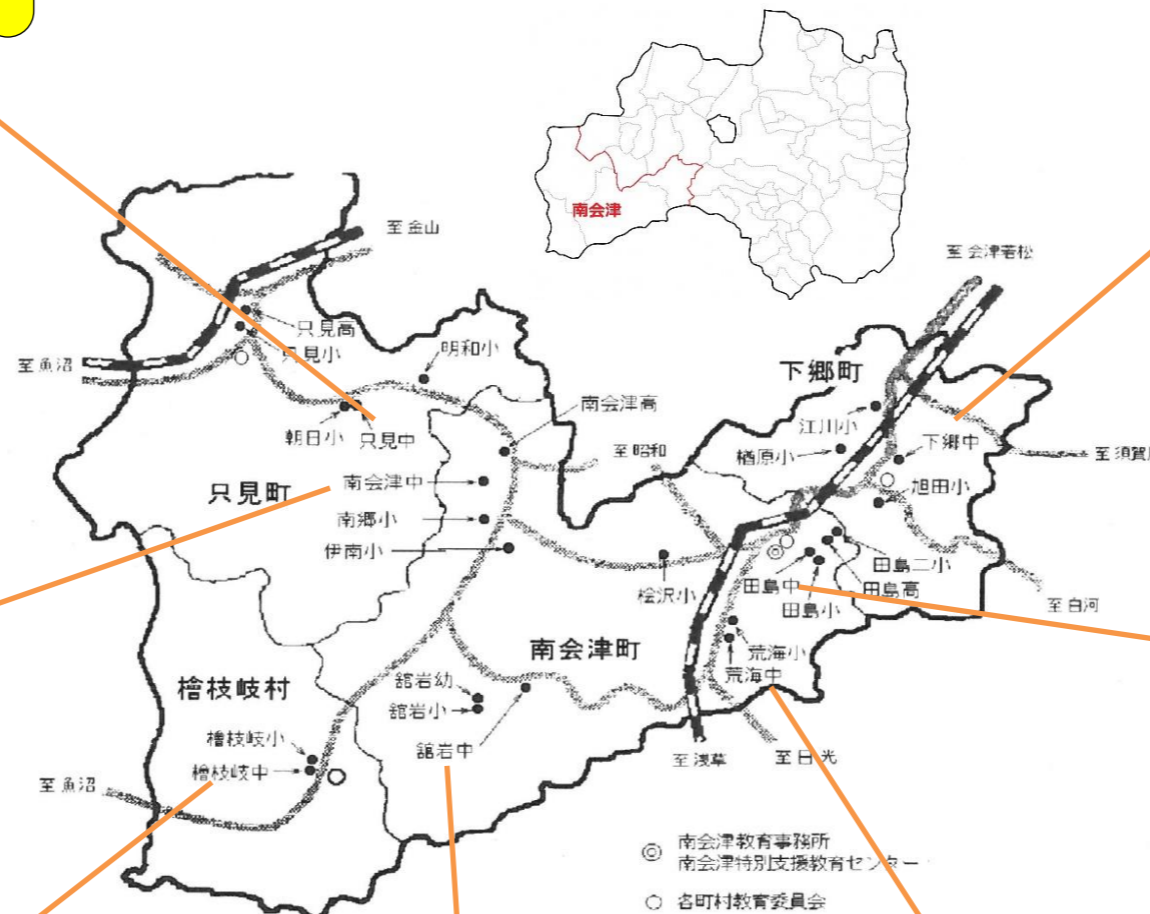 南会津
至金山
至会津若松
只見高
只見小
至魚沼
明和小
下郷町
南会津高
江川小
朝日小
只見中
至昭和
楢原小
下郷中
只見町
南会津中
旭田小
南郷小
伊南小
田島二小
桧沢小
田島中
田島高
田島小
至白河
南会津町
荒海小
荒海中
檜枝岐村
舘岩幼
舘岩小
檜枝岐小
舘岩中
檜枝岐中
至浅草
至日光
至魚沼
◎ 南会津教育事務所
南会津特別支援教育センター
○ 各町村教育委員会